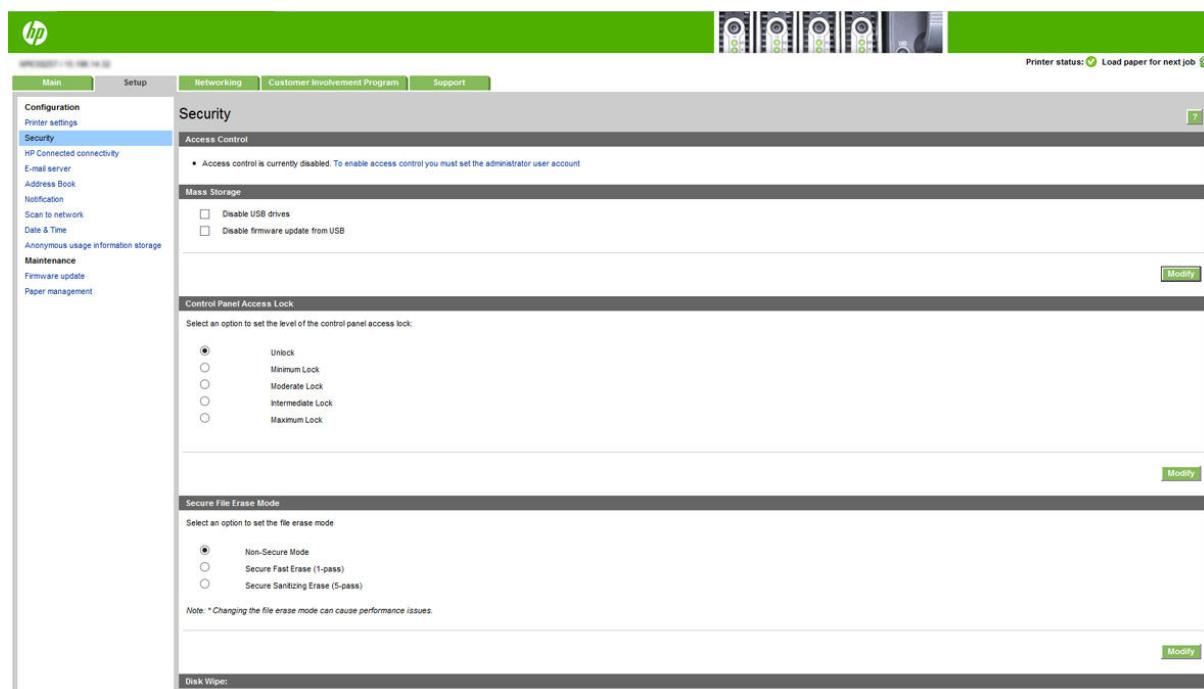 hp
Printer status: Load paper for next job
Main Setup Networking Customer Involvement Program Support
Configuration
Printer settings
Security
HP Connected connectivity
E-mail server
Address Book
Notification
Scan to network
Date & Time
Anonymous usage information storage
Maintenance
Firmware update
Paper management
Security
?
Access Control
• Access control is currently disabled. To enable access control you must set the administrator user account
Mass Storage
Disable USB drives
Disable firmware update from USB
Modify
Control Panel Access Lock
Select an option to set the level of the control panel access lock:
Unlock
Minimum Lock
Moderate Lock
Intermediate Lock
Maximum Lock
Modify
Secure File Erase Mode
Select an option to set the file erase mode
Non-Secure Mode
Secure Fast Erase (1-pass)
Secure Sanitizing Erase (5-pass)
Note: * Changing the file erase mode can cause performance issues.
Modify
Disk Wipe: